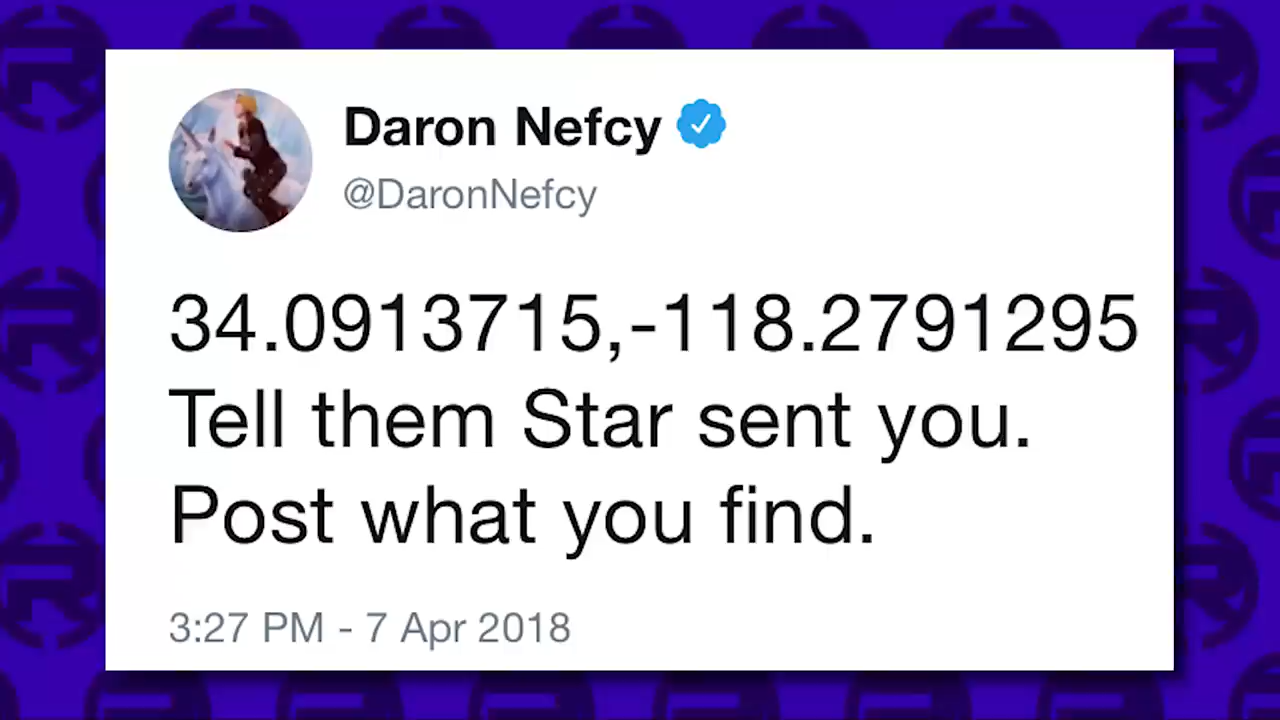 Daron Nefcy
@DaronNefcy
34.0913715,-118.2791295
Tell them Star sent you.
Post what you find.
3:27 PM - 7 Apr 2018